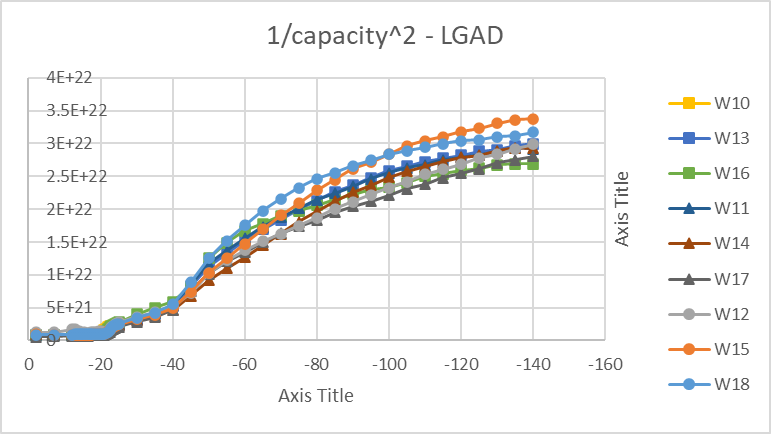 1/capacity^2 - LGAD
4E+22
3.5E+22
3E+22
2.5E+22
2E+22
1.5E+22
1E+22
5E+21
0
0 -20 -40 -60 -80 -100 -120 -140 -160
Axis Title
Axis Title
W10
W13
W16
W11
W14
W17
W12
W15
W18